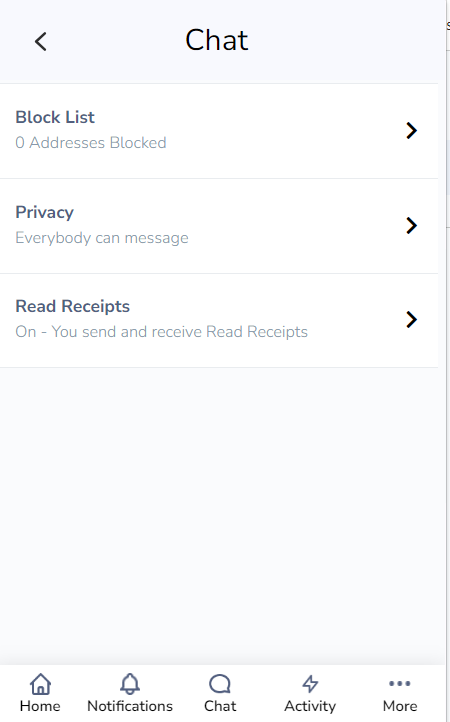 Chat
Block List
0 Addresses Blocked
Privacy
Everybody can message
Read Receipts
On - You send and receive Read Receipts
Home Notifications Chat Activity More